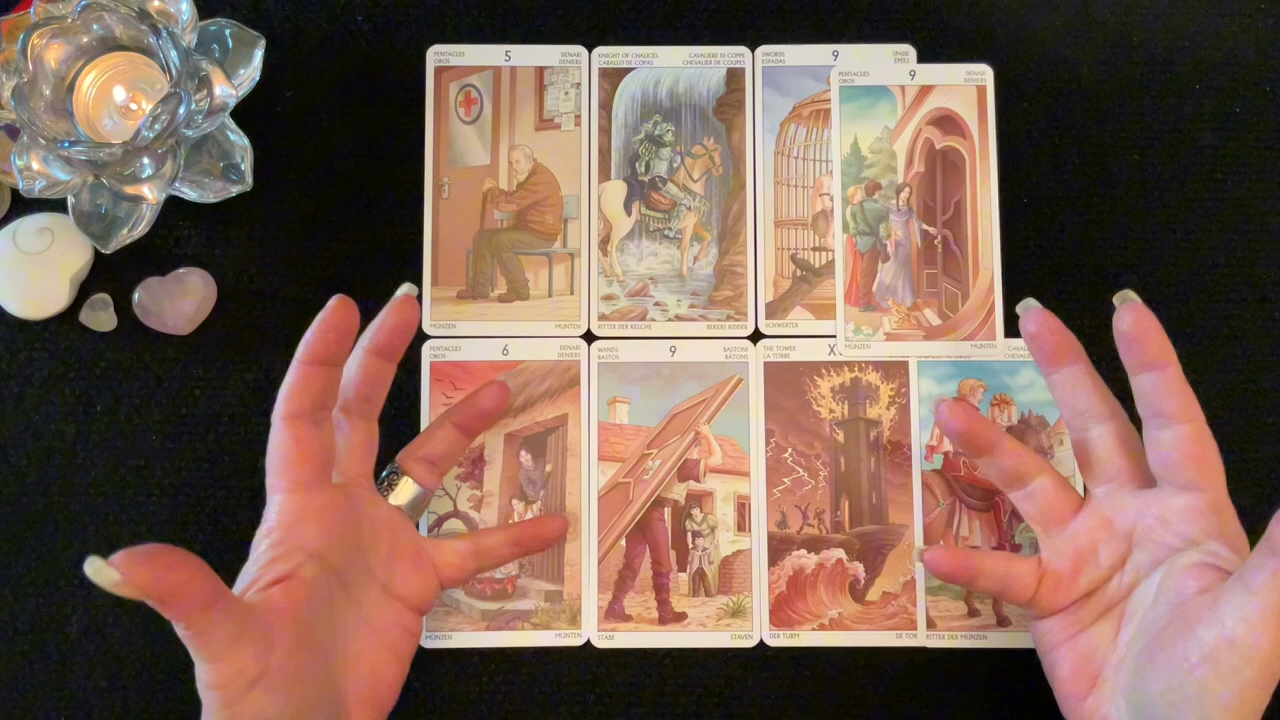 PENTACLES 5 DENARI
OROS DENIERS
MÜNZEN MUNTEN
KNIGHT OF CHALICES CAVALIERE DI COPPE
CABALLO DE COPAS CHEVALIER DE COUPES
RITTER DER KELCHE BEKERS RIDDER
SWORDS 9 SPADE
ESPADAS ÉPÉES
SCHWERTER
PENTACLES 9 DENARI
OROS DENIERS
MÜNZEN MUNTEN
PENTACLES 6 DENARI
OROS DENIERS
MÜNZEN MUNTEN
WANDS 9 BASTONI
BASTOS BÂTONS
STÄBE STAVEN
THE TOWER
LA TORRE
DER TURM DE TOR
RITTER DER MÜNZEN